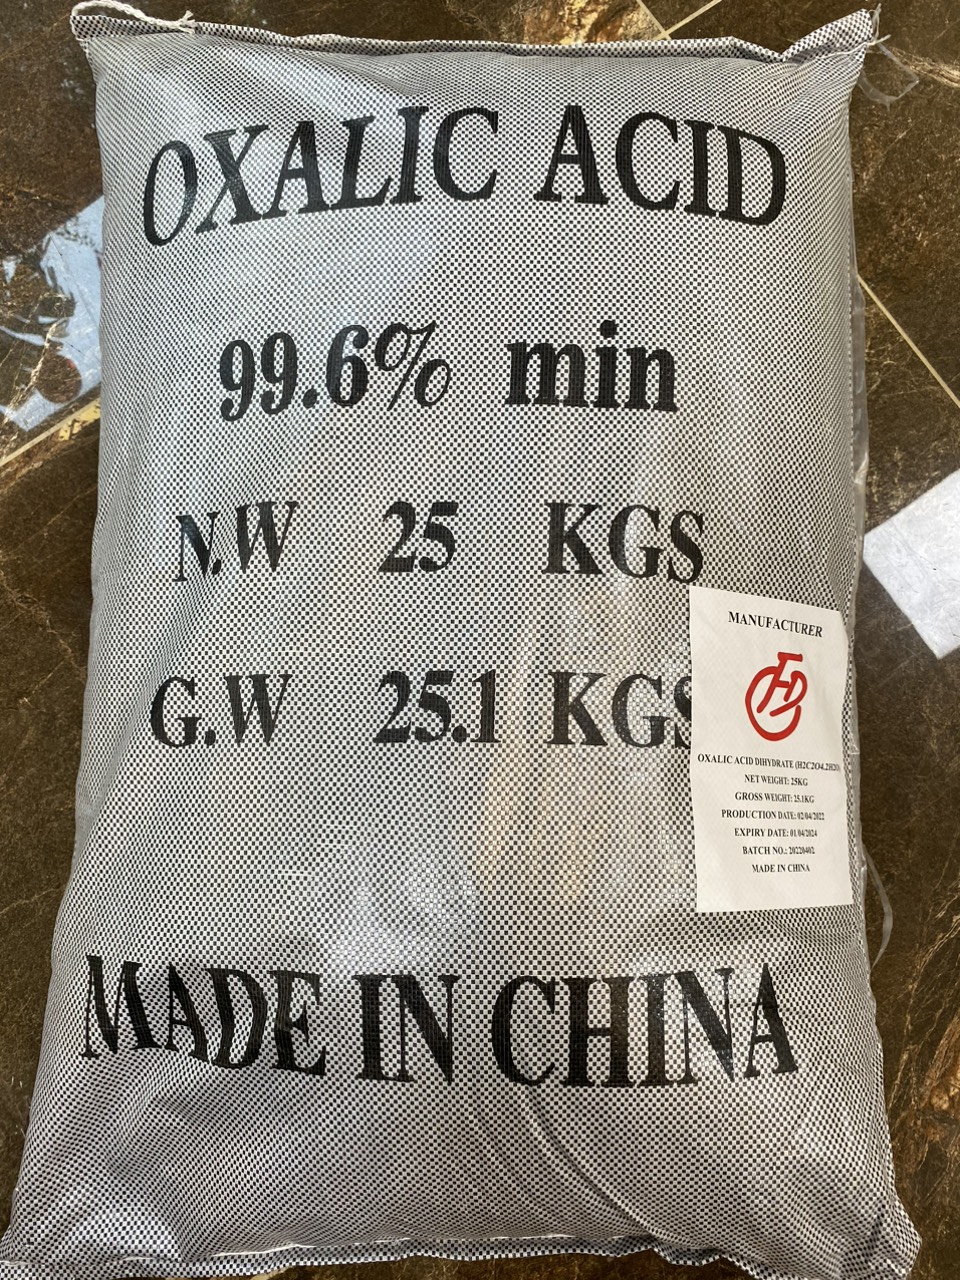 OXALIC ACID
99.6% min
N.W 25 KGS
G.W 25.1 KGS
MANUFACTURER
OXALIC ACID DIHYDRATE (H2C2O4.2H2O)
NET WEIGHT: 25KG
GROSS WEIGHT: 25.1KG
PRODUCTION DATE: 02/04/2022
EXPIRY DATE: 01/04/2024
BATCH NO.: 20220402
MADE IN CHINA
MADE IN CHINA